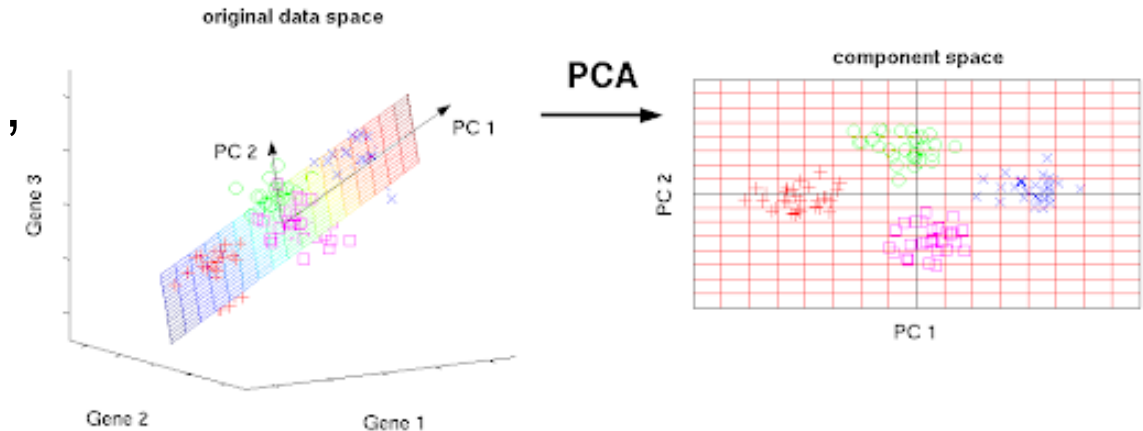 original data space
,
Gene 3
PC 2
PC 1
Gene 2
Gene 1
PCA
component space
PC 2
PC 1